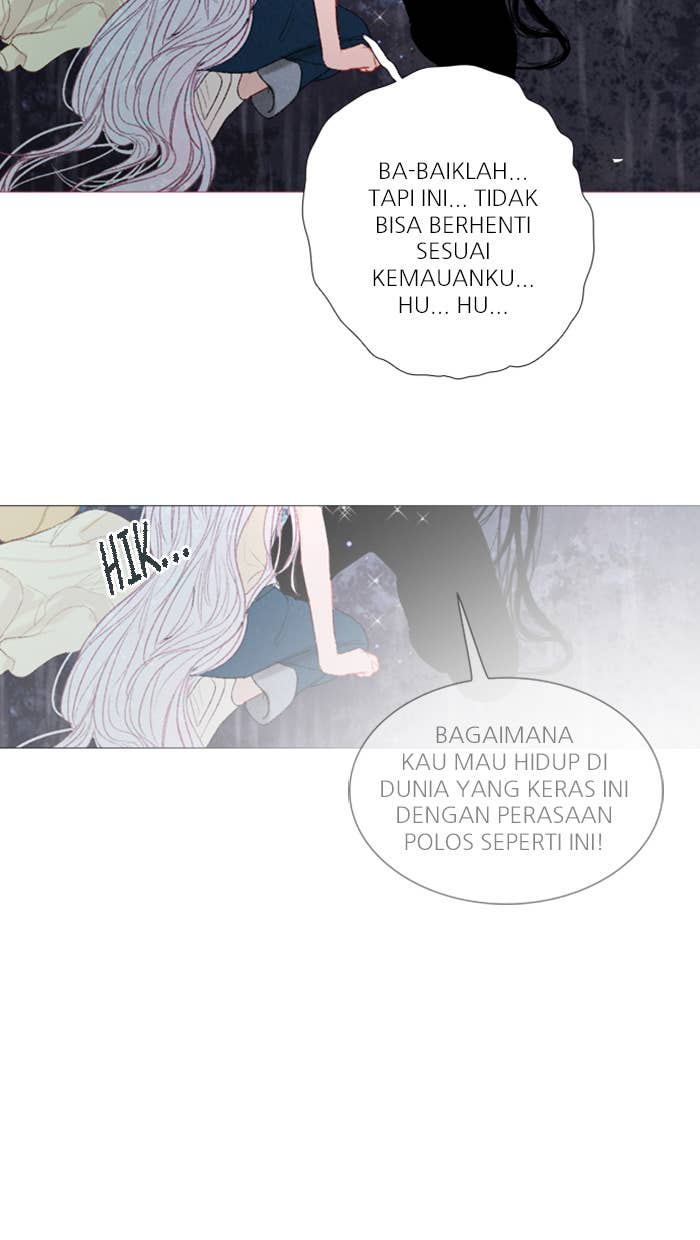 BA-BAIKLAH...
TAPI INI... TIDAK
BISA BERHENTI
SESUAI
KEMAUANKU...
HU... HU...
HIK...
BAGAIMANA
KAU MAU HIDUP DI
DUNIA YANG KERAS INI
DENGAN PERASAAN
POLOS SEPERTI INI!